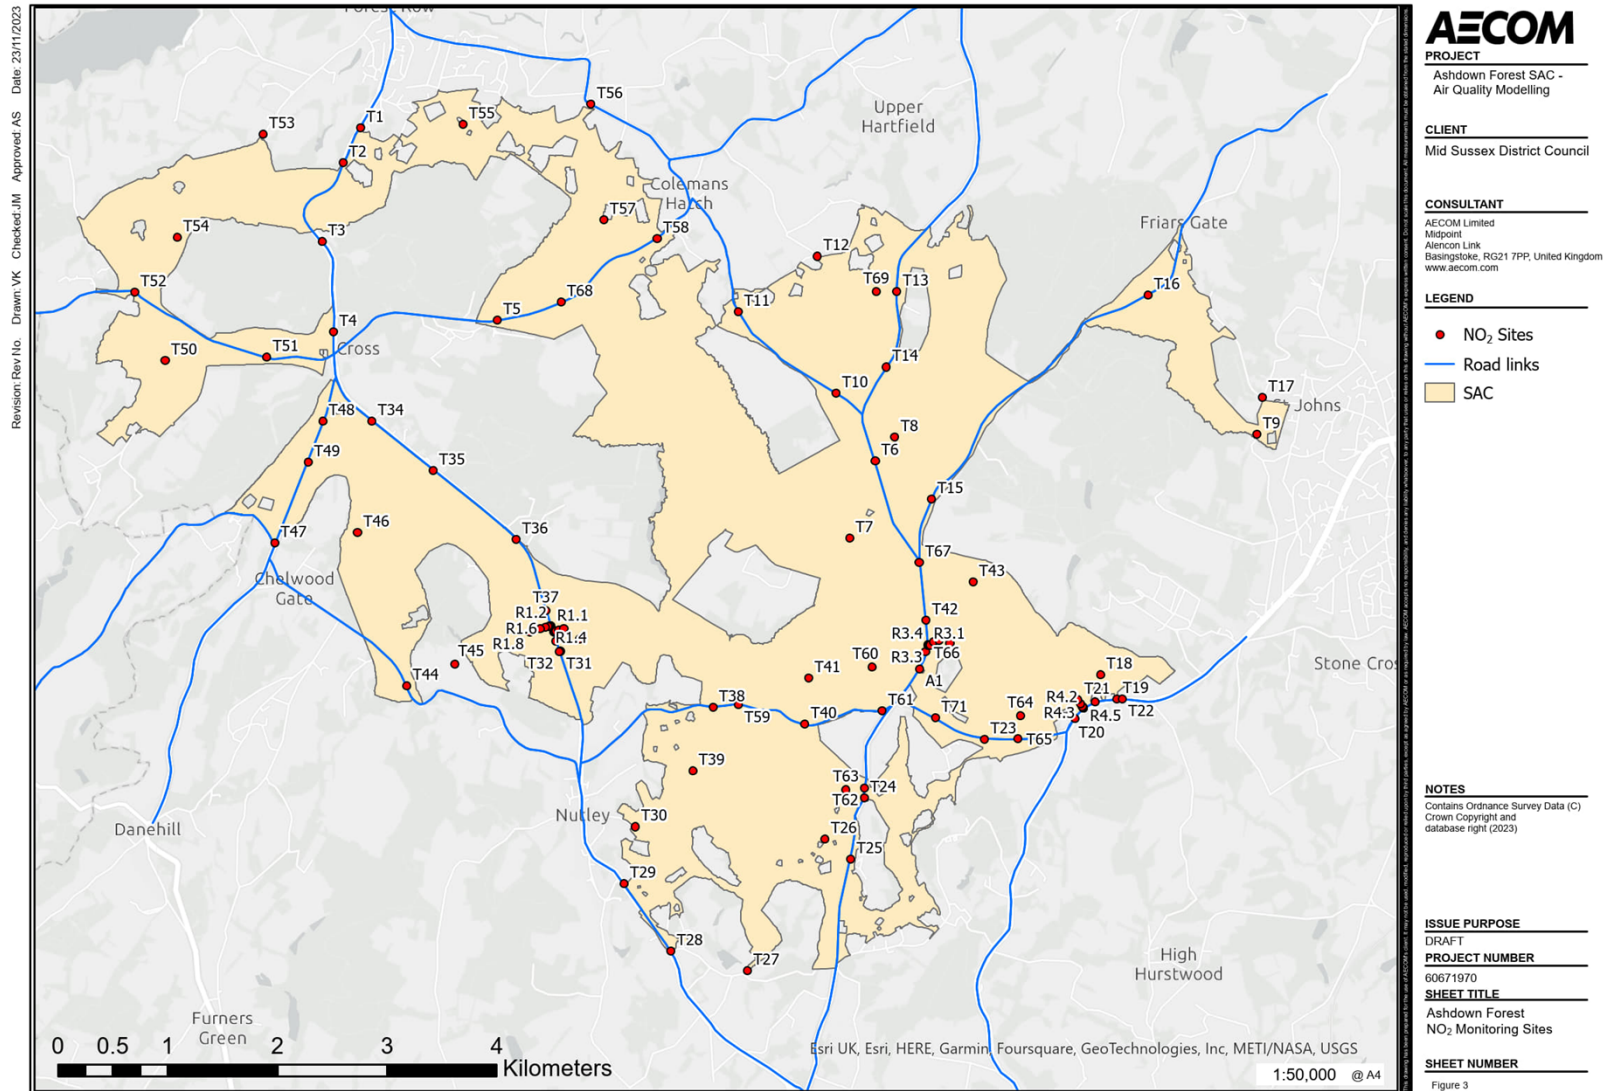 Revision: Rev No. Drawn: VK Checked:JM Approved: AS Date: 23/11/2023
Forest Row
T56
T55
T1
T53
T2
Upper
Hartfield
Colemans
Hatch
T57
T58
T54
T3
Friars Gate
T12
T52
T69
T13
T16
T11
T68
T5
T4
Cross
T50
T51
T14
T10
T17
St Johns
T48
T34
T8
T9
T49
T35
T6
T15
T46
T36
T7
T47
T67
Chelwood
Gate
T43
T37
R1.2
R1.1
T42
R1.6
R1.4
R3.4
R3.1
R1.8
T66
T45
T32
T31
R3.3
T60
Stone Cros
T41
A1
T18
T44
T21
T19
R4.2
T38
T61
T64
T71
R4.3
R4.5
T22
T59
T40
T20
T23
T65
T39
T63
T24
T62
Nutley
T30
Danehill
T26
T25
T29
T28
T27
High
Hurstwood
Furners
Green
0 0.5 1 2 3 4
Kilometers
Esri UK, Esri, HERE, Garmin, Foursquare, GeoTechnologies, Inc, METI/NASA, USGS
1:50,000 @ A4
AECOM
PROJECT
Ashdown Forest SAC -
Air Quality Modelling
CLIENT
Mid Sussex District Council
CONSULTANT
AECOM Limited
Midpoint
Alencon Link
Basingstoke, RG21 7PP, United Kingdom
www.aecom.com
LEGEND
NO₂ Sites
Road links
SAC
NOTES
Contains Ordnance Survey Data (C)
Crown Copyright and
database right (2023)
ISSUE PURPOSE
DRAFT
PROJECT NUMBER
60671970
SHEET TITLE
Ashdown Forest
NO₂ Monitoring Sites
SHEET NUMBER
Figure 3